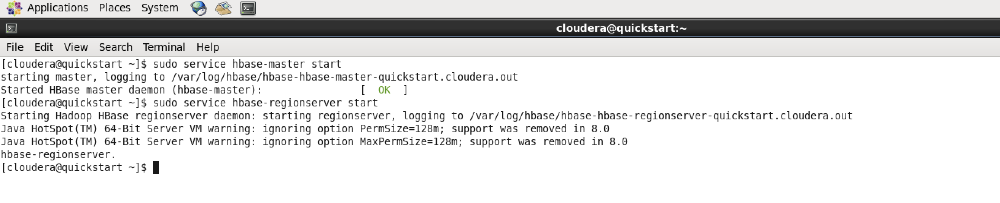 Applications Places System
cloudera@quickstart:~
File Edit View Search Terminal Help
[cloudera@quickstart ~]$ sudo service hbase-master start
starting master, logging to /var/log/hbase/hbase-hbase-master-quickstart.cloudera.out
Started HBase master daemon (hbase-master):                [  OK  ]
[cloudera@quickstart ~]$ sudo service hbase-regionserver start
Starting Hadoop HBase regionserver daemon: starting regionserver, logging to /var/log/hbase/hbase-hbase-regionserver-quickstart.cloudera.out
Java HotSpot(TM) 64-Bit Server VM warning: ignoring option PermSize=128m; support was removed in 8.0
Java HotSpot(TM) 64-Bit Server VM warning: ignoring option MaxPermSize=128m; support was removed in 8.0
hbase-regionserver.
[cloudera@quickstart ~]$